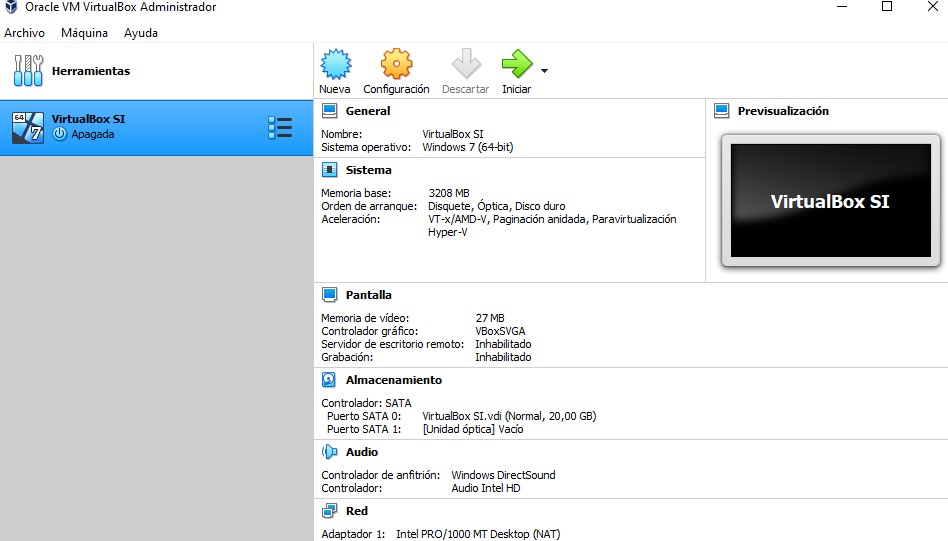 Oracle VM VirtualBox Administrador
Archivo Máquina Ayuda
Herramientas
64
7
VirtualBox SI
Apagada
Nueva Configuración Descartar Iniciar
General
Nombre: VirtualBox SI
Sistema operativo: Windows 7 (64-bit)
Sistema
Memoria base: 3208 MB
Orden de arranque: Disquete, Óptica, Disco duro
Aceleración: VT-x/AMD-V, Paginación anidada, Paravirtualización
Hyper-V
Previsualización
VirtualBox SI
Pantalla
Memoria de vídeo: 27 MB
Controlador gráfico: VBoxSVGA
Servidor de escritorio remoto: Inhabilitado
Grabación: Inhabilitado
Almacenamiento
Controlador: SATA
Puerto SATA 0: VirtualBox SI.vdi (Normal, 20,00 GB)
Puerto SATA 1: [Unidad óptica] Vacío
Audio
Controlador de anfitrión: Windows DirectSound
Controlador: Audio Intel HD
Red
Adaptador 1: Intel PRO/1000 MT Desktop (NAT)